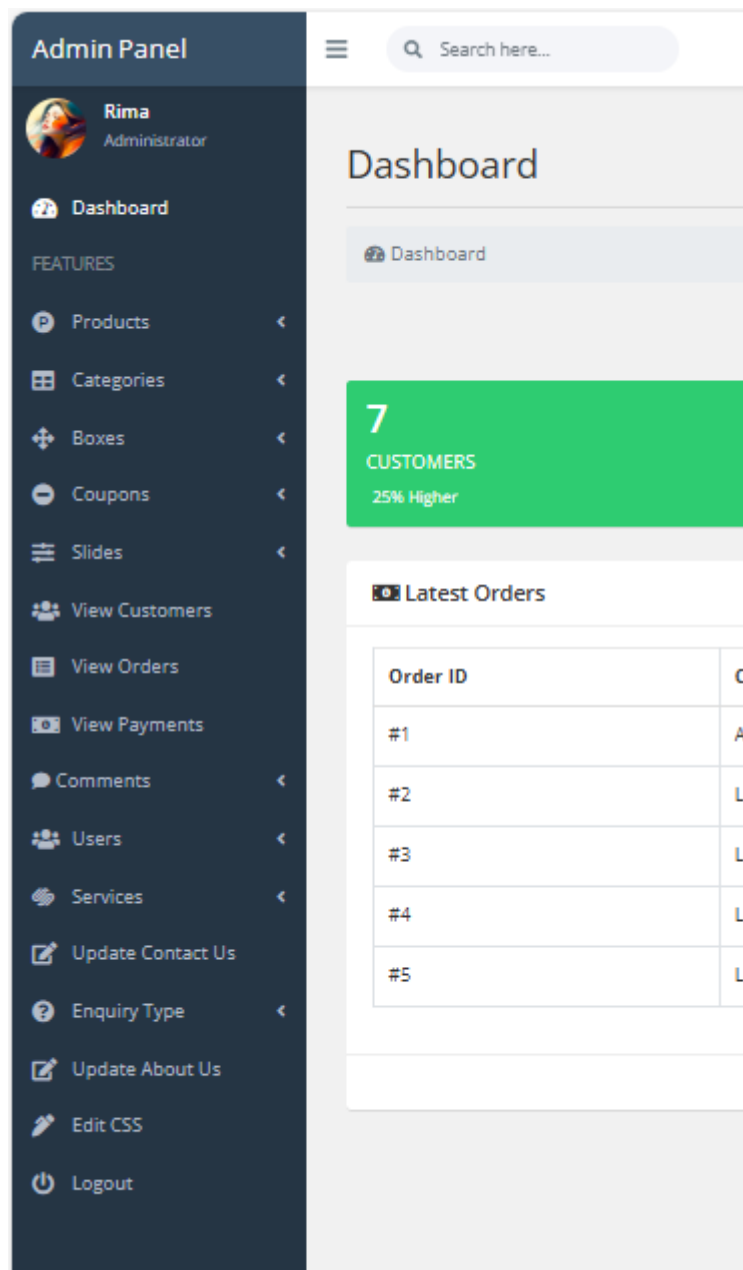 Admin Panel
Search here...
Rima
Administrator
Dashboard
FEATURES
Products
Categories
Boxes
Coupons
Slides
View Customers
View Orders
View Payments
Comments
Users
Services
Update Contact Us
Enquiry Type
Update About Us
Edit CSS
Logout
Dashboard
Dashboard
7
CUSTOMERS
25% Higher
Latest Orders
Order ID
#1
#2
#3
#4
#5